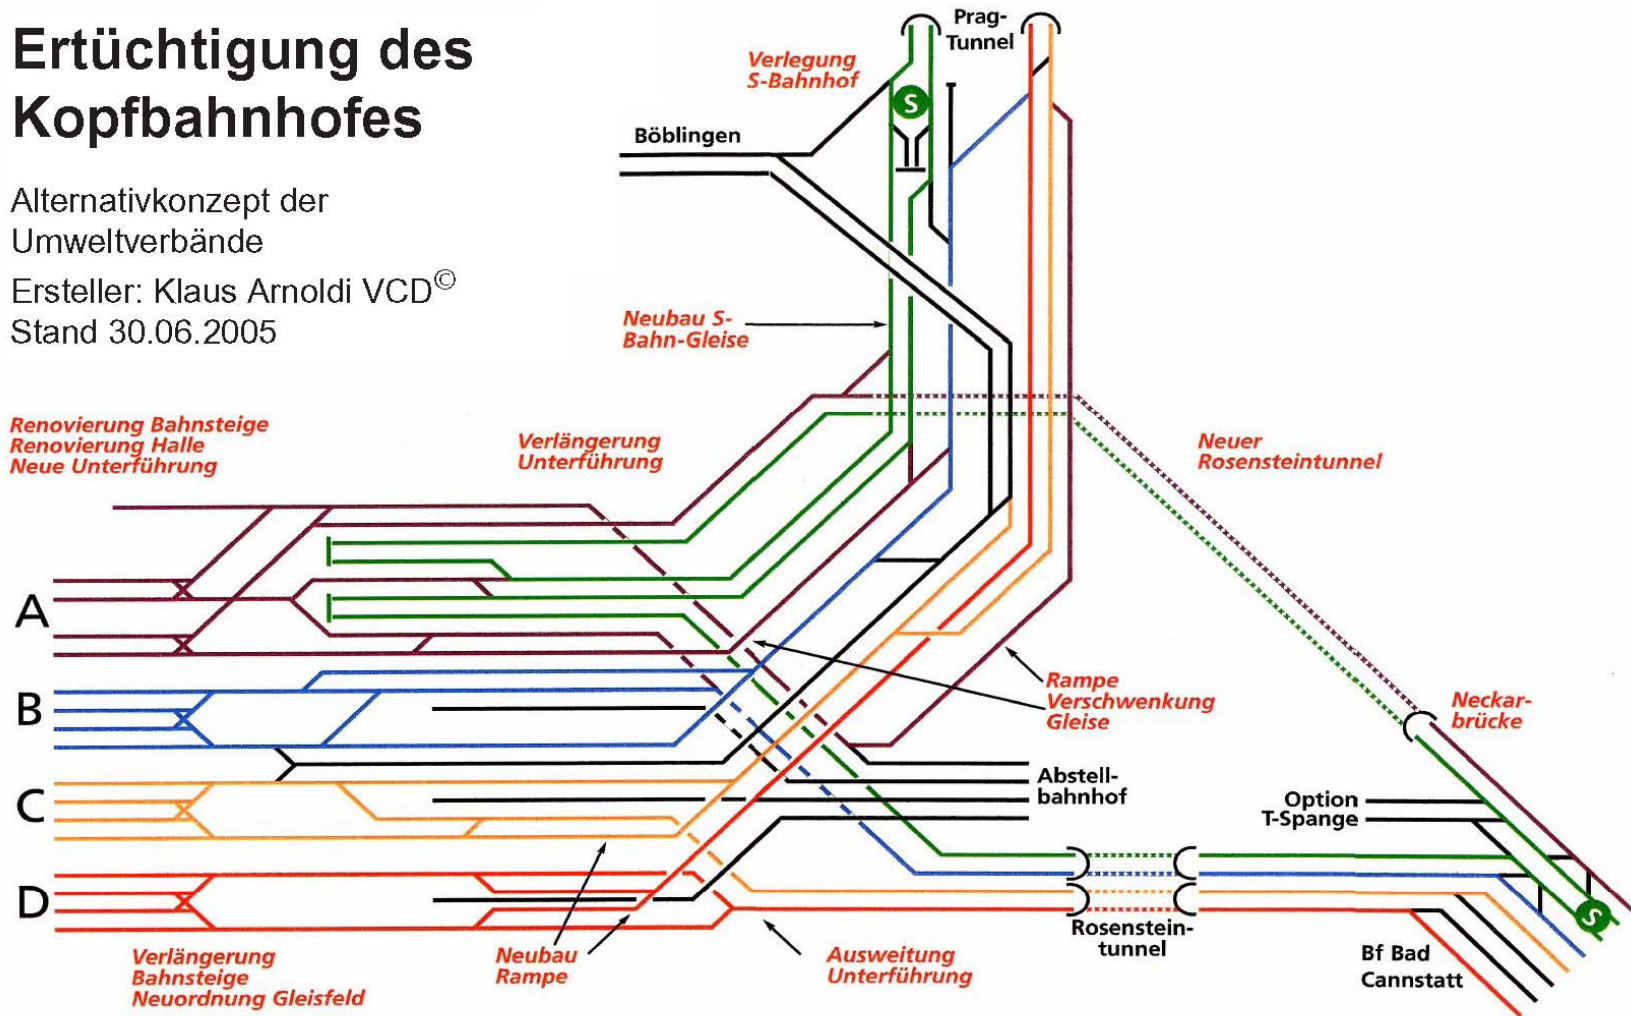 Ertüchtigung des
Kopfbahnhofes
Alternativkonzept der
Umweltverbände
Ersteller: Klaus Arnoldi VCD©
Stand 30.06.2005
Prag-
Tunnel
Verlegung
S-Bahnhof
S
Böblingen
Neubau S-
Bahn-Gleise
Renovierung Bahnsteige
Renovierung Halle
Neue Unterführung
Verlängerung
Unterführung
Neuer
Rosensteintunnel
A
B
C
D
Rampe
Verschwenkung
Gleise
Neckar-
brücke
Abstell-
bahnhof
Option
T-Spange
S
Rosenstein-
tunnel
Bf Bad
Cannstatt
Verlängerung
Bahnsteige
Neuordnung Gleisfeld
Neubau
Rampe
Ausweitung
Unterführung